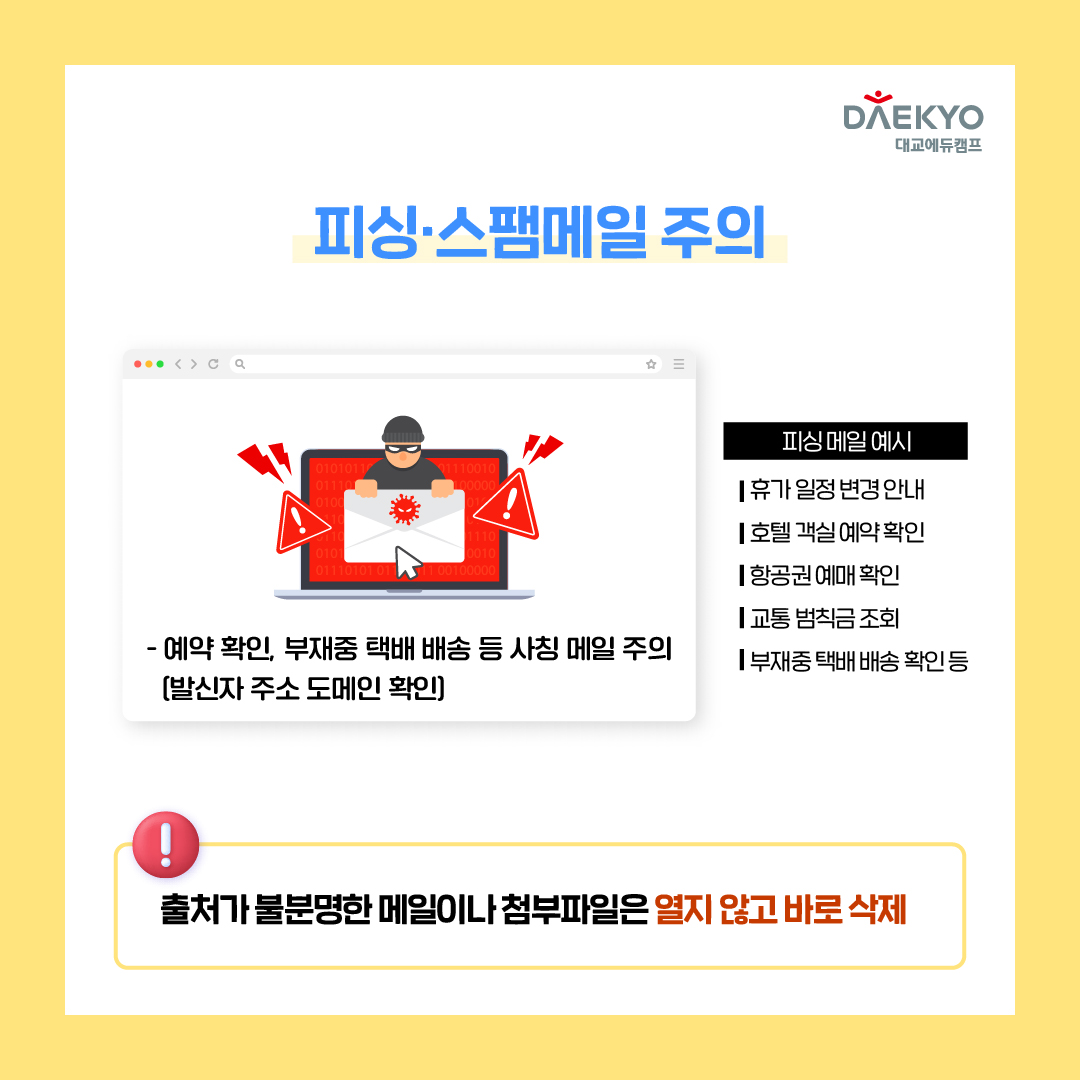 DAEKYO
대교에듀캠프
피싱·스팸메일 주의
- 예약 확인, 부재중 택배 배송 등 사칭 메일 주의
(발신자 주소 도메인 확인)
피싱 메일 예시
휴가 일정 변경 안내
호텔 객실 예약 확인
항공권 예매 확인
교통 범칙금 조회
부재중 택배 배송 확인 등
출처가 불분명한 메일이나 첨부파일은 열지 않고 바로 삭제